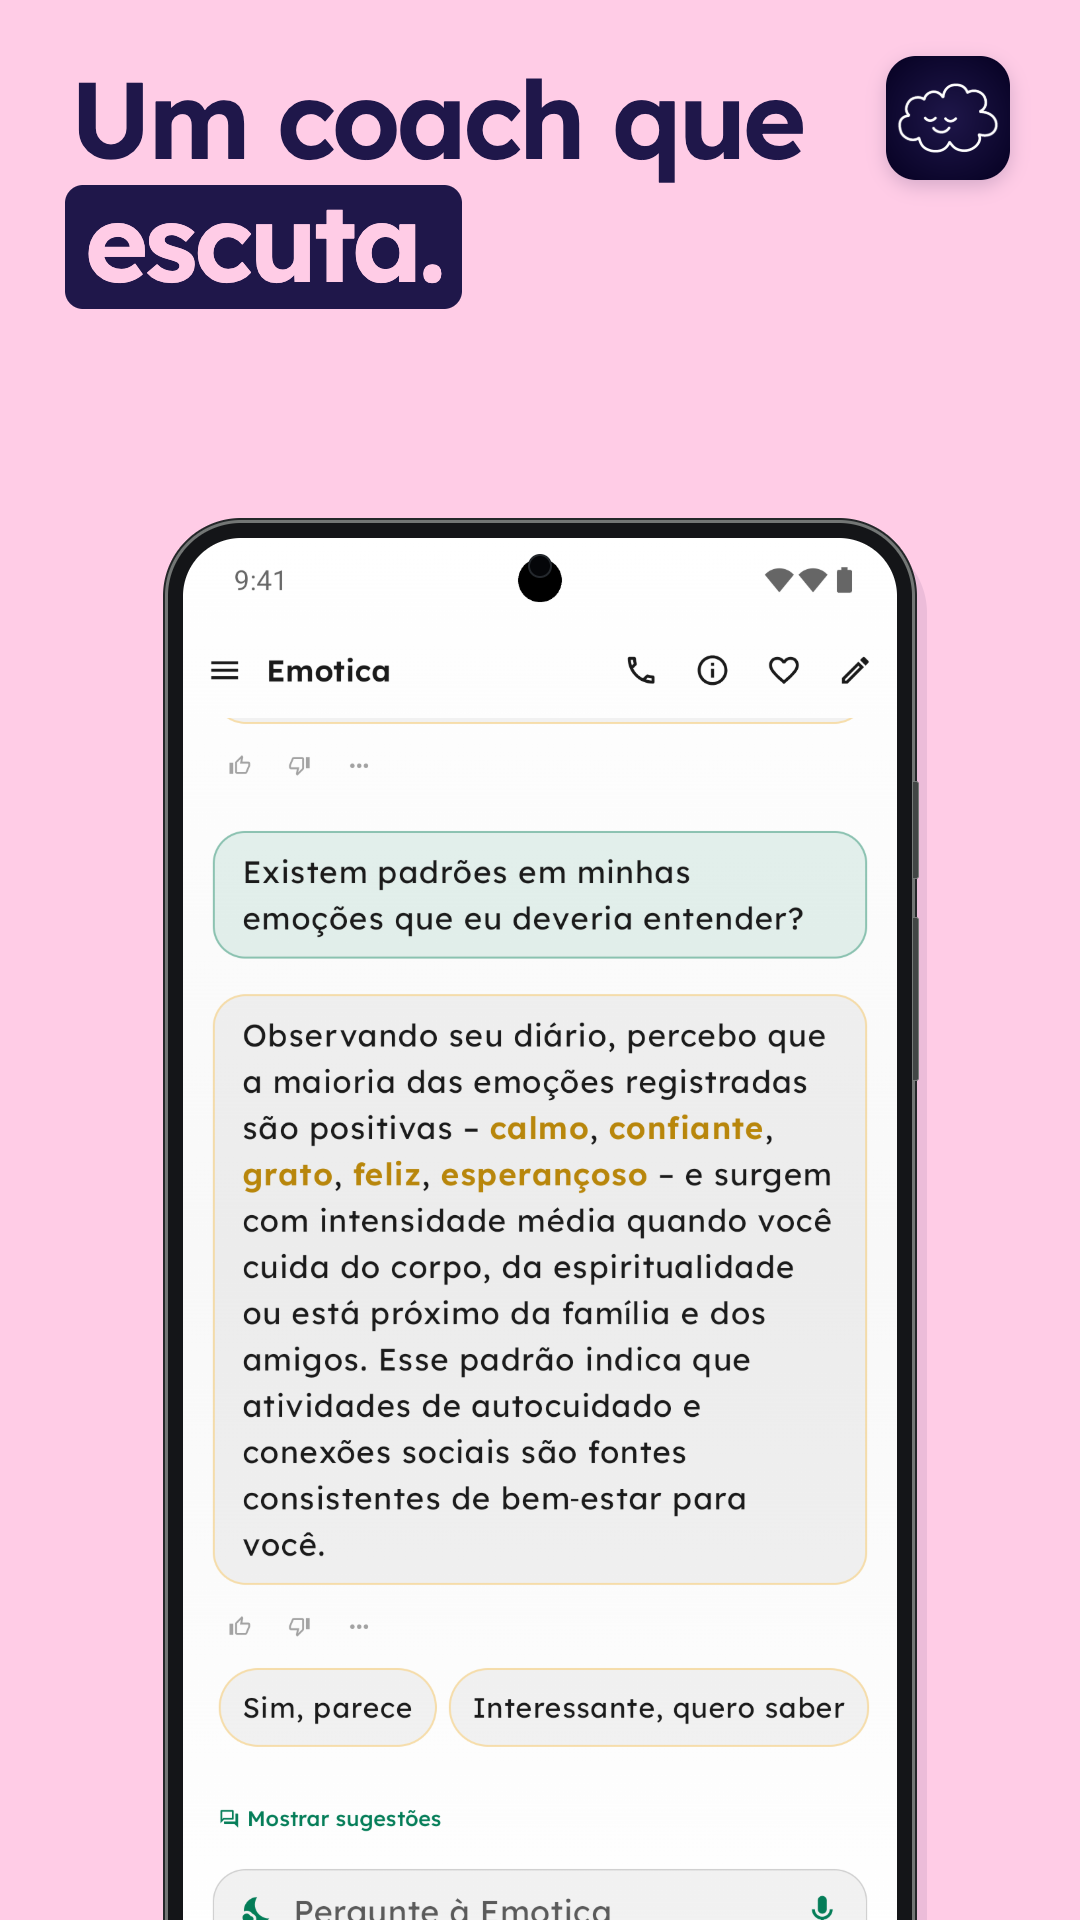 Um coach que
escuta.
9:41
Emotica
Existem padrões em minhas
emoções que eu deveria entender?
Observando seu diário, percebo que
a maioria das emoções registradas
são positivas – calmo, confiante,
grato, feliz, esperançoso – e surgem
com intensidade média quando você
cuida do corpo, da espiritualidade
ou está próximo da família e dos
amigos. Esse padrão indica que
atividades de autocuidado e
conexões sociais são fontes
consistentes de bem-estar para
você.
Sim, parece
Interessante, quero saber
Mostrar sugestões
Pergunte à Emotica